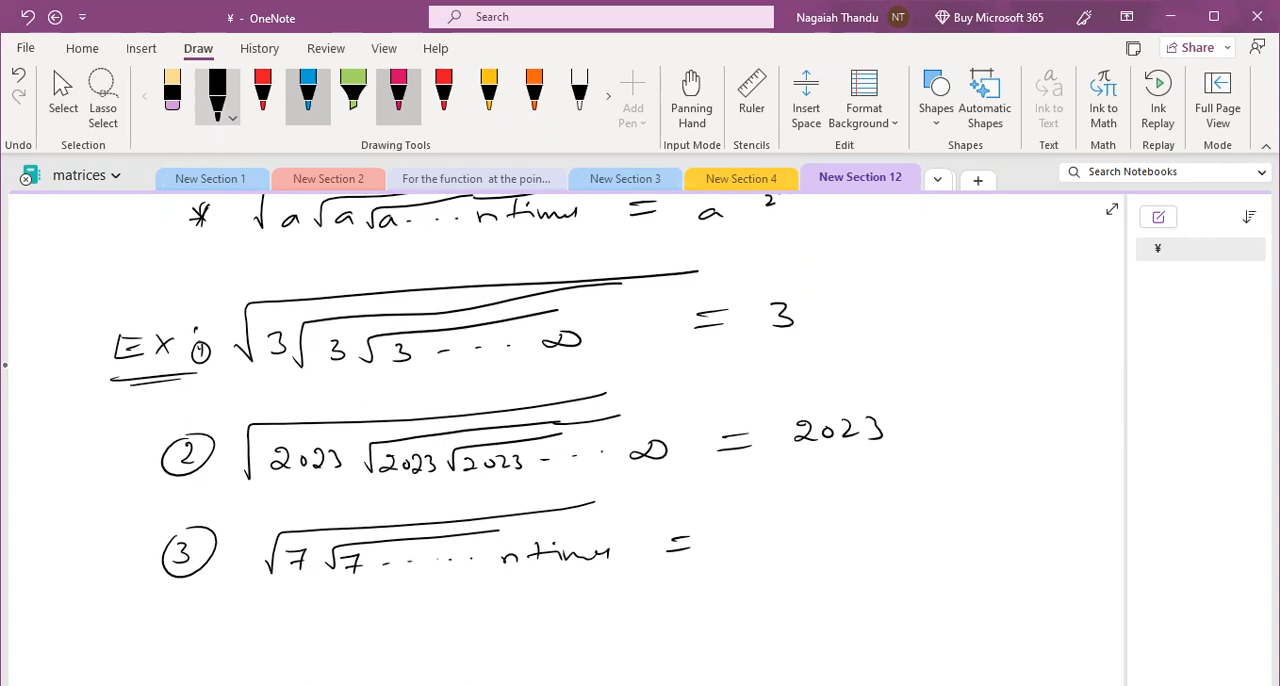 ¥ - OneNote
Search
Nagaiah Thandu NT
Buy Microsoft 365
File Home Insert Draw History Review View Help
Share
Select Lasso Select Add Pen Panning Hand Ruler Insert Space Format Background Shapes Automatic Shapes Ink to Text Ink to Math Ink Replay Full Page View
Undo Selection Drawing Tools Input Mode Stencils Edit Shapes Text Math Replay Mode
matrices New Section 1 New Section 2 For the function at the poin... New Section 3 New Section 4 New Section 12 + Search Notebooks
¥
* √a√a√a... n times = a
EX: √3√3√3 - ... ∞ = 3
② √2023√2023√2023 - ... ∞ = 2023
③ √7√7 ..... n times =